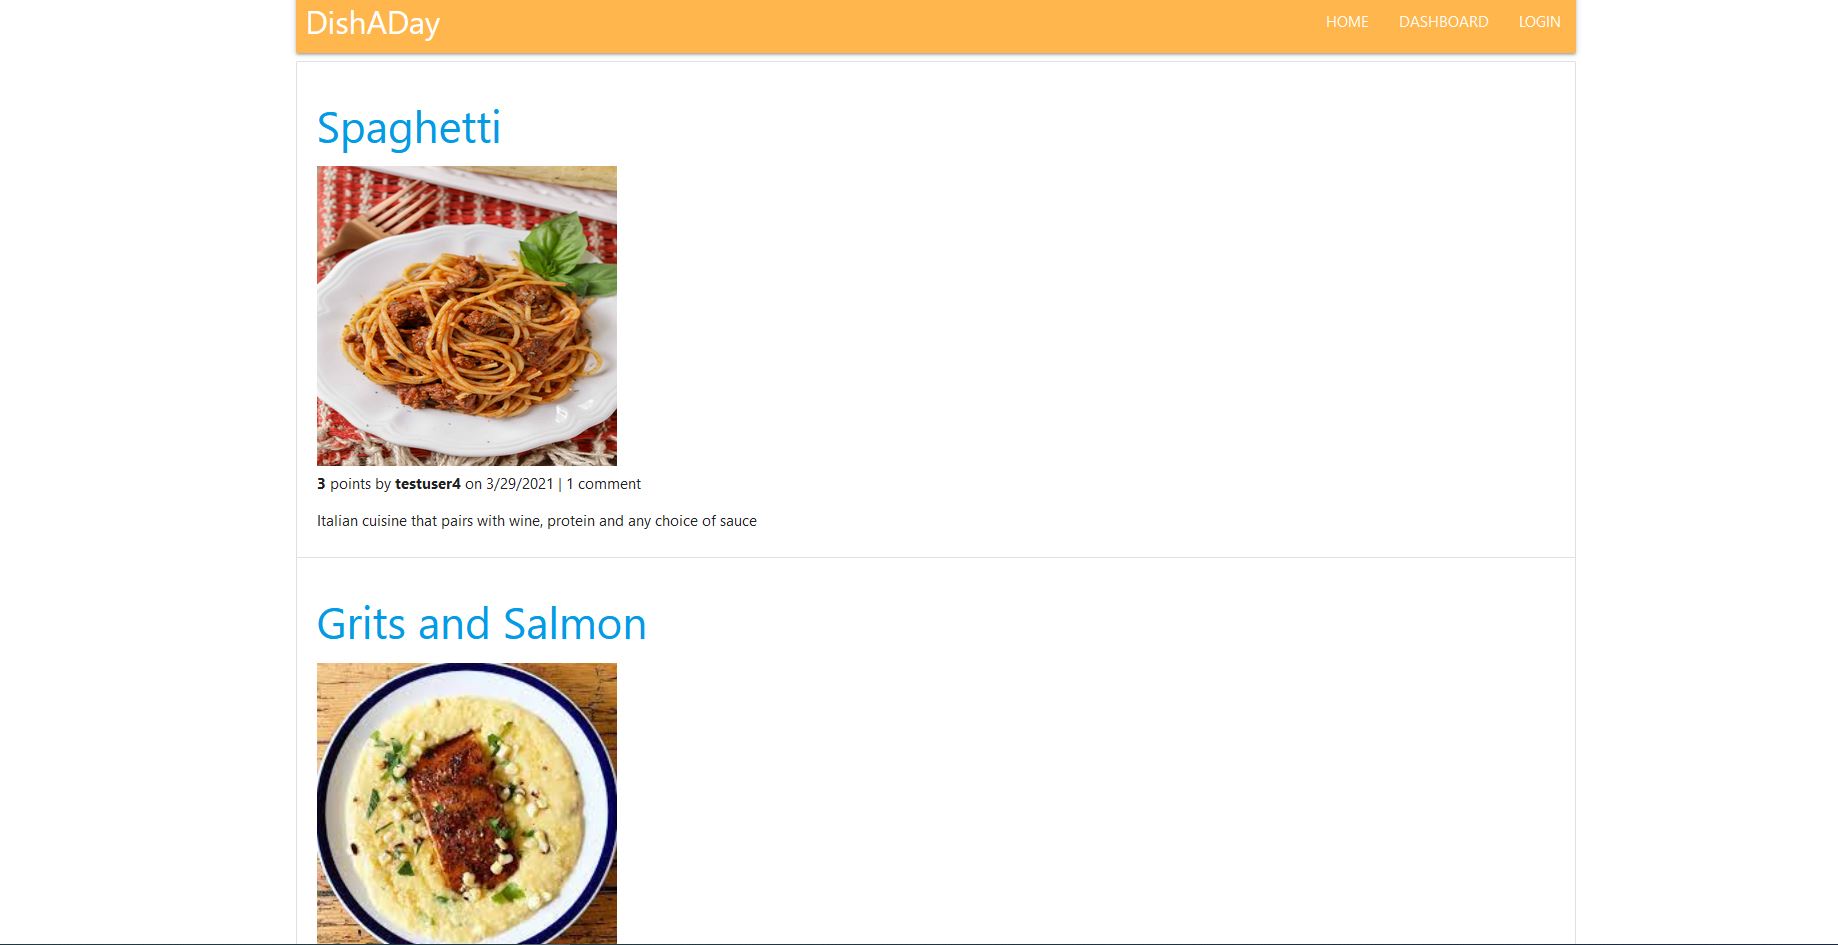 DishADay
HOME DASHBOARD LOGIN
Spaghetti
3 points by testuser4 on 3/29/2021 | 1 comment
Italian cuisine that pairs with wine, protein and any choice of sauce
Grits and Salmon